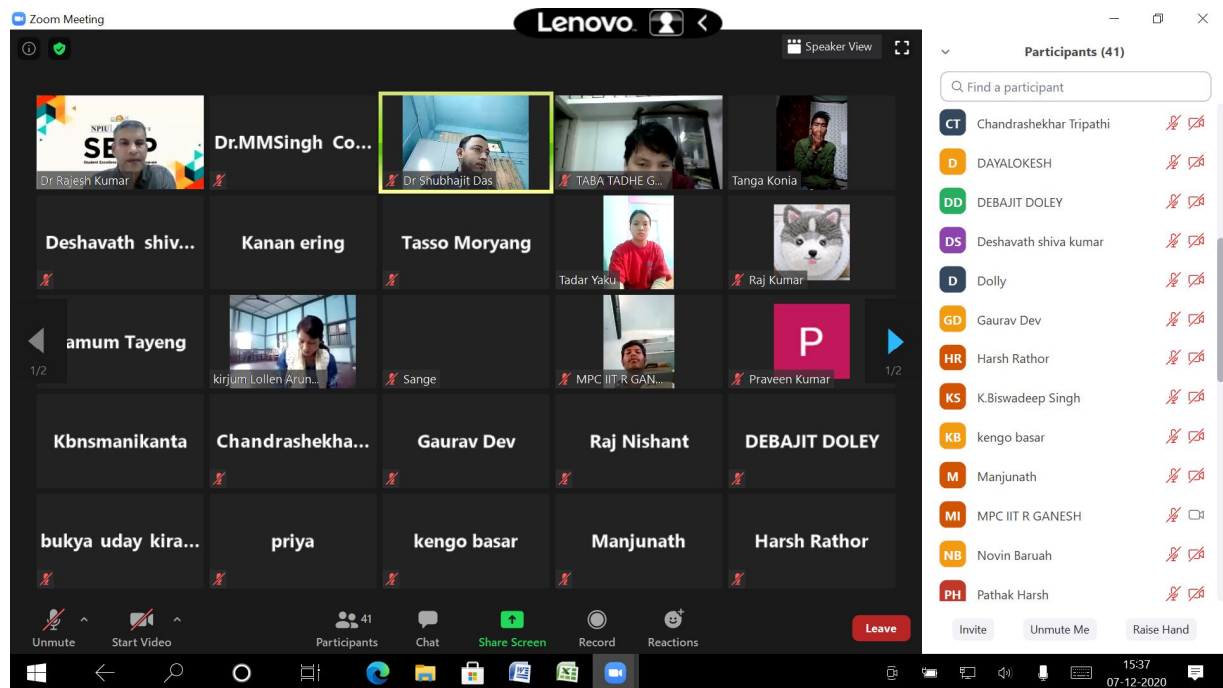 Zoom Meeting
Lenovo
Speaker View
NPIU
SE P
Dr Rajesh Kumar
Dr.MMSingh Co...
Dr Shubhajit Das
TABA TADHE G...
Tanga Konia
Deshavath shiv...
Kanan ering
Tasso Moryang
Tadar Yaku
Raj Kumar
amum Tayeng
kirjum Lollen Arun...
Sange
MPC IIT R GAN...
P
Praveen Kumar
1/2
1/2
Kbnsmanikanta
Chandrashekha...
Gaurav Dev
Raj Nishant
DEBAJIT DOLEY
bukya uday kira...
priya
kengo basar
Manjunath
Harsh Rathor
Unmute
Start Video
41
Participants
Chat
Share Screen
Record
Reactions
Leave
Participants (41)
Find a participant
CT Chandrashekhar Tripathi
D DAYALOKESH
DD DEBAJIT DOLEY
DS Deshavath shiva kumar
D Dolly
GD Gaurav Dev
HR Harsh Rathor
KS K.Biswadeep Singh
KB kengo basar
M Manjunath
MI MPC IIT R GANESH
NB Novin Baruah
PH Pathak Harsh
Invite
Unmute Me
Raise Hand
15:37
07-12-2020